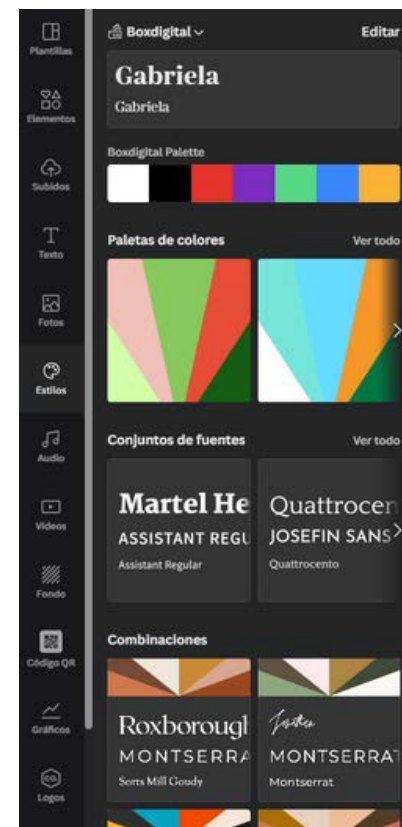 Plantillas
Elementos
Subidos
Texto
Fotos
Estilos
Audio
Videos
Fondo
Código QR
Gráficos
CO.
Logos
Boxdigital
Editar
Gabriela
Gabriela
Boxdigital Palette
Paletas de colores
Ver todo
Conjuntos de fuentes
Ver todo
Martel He
ASSISTANT REGU
Assistant Regular
Quattrocen
JOSEFIN SANS
Quattrocento
Combinaciones
Roxborough
MONTSERRA
Sorts Mill Goudy
MONTSERRAT
Montserrat